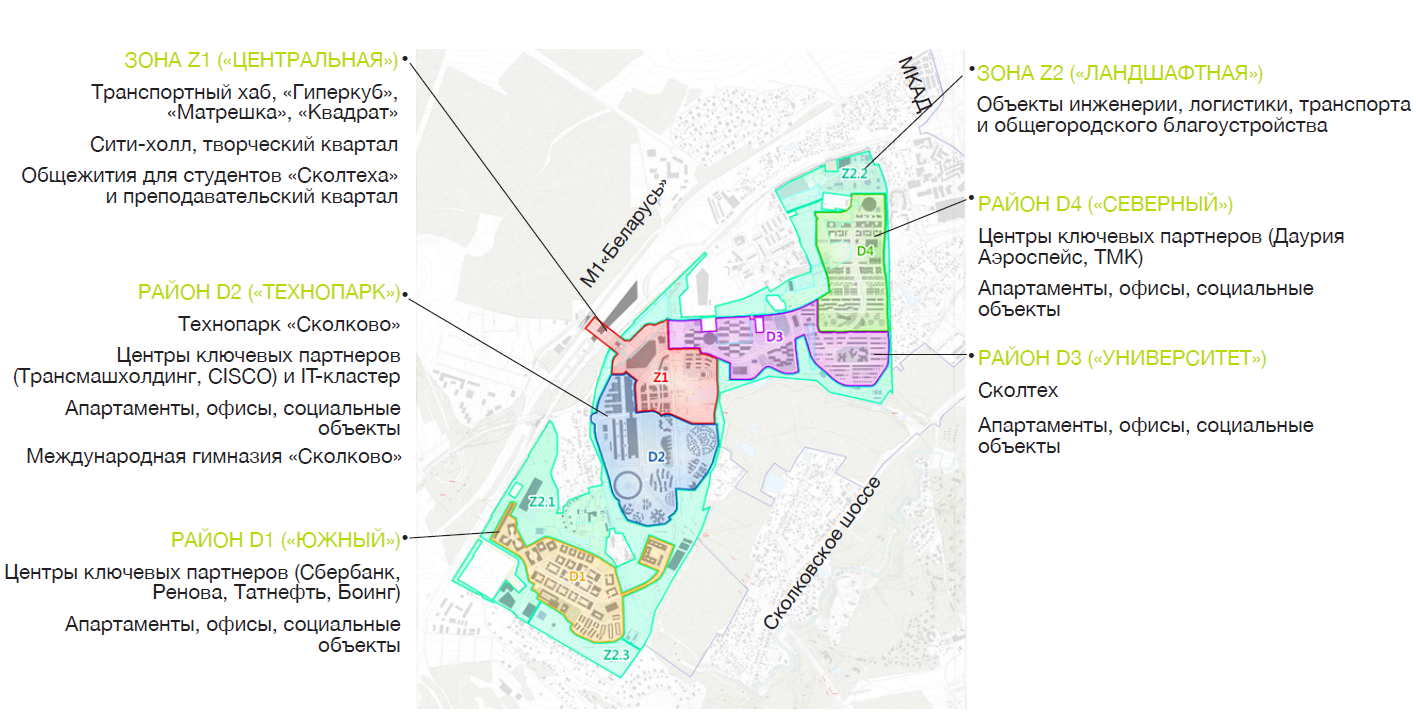 ЗОНА Z1 («ЦЕНТРАЛЬНАЯ»)
Транспортный хаб, «Гиперкуб»,
«Матрешка», «Квадрат»
Сити-холл, творческий квартал
Общежития для студентов «Сколтеха»
и преподавательский квартал
РАЙОН D2 («ТЕХНОПАРК»)
Технопарк «Сколково»
Центры ключевых партнеров
(Трансмашхолдинг, CISCO) и IT-кластер
Апартаменты, офисы, социальные
объекты
Международная гимназия «Сколково»
РАЙОН D1 («ЮЖНЫЙ»)
Центры ключевых партнеров (Сбербанк,
Ренова, Татнефть, Боинг)
Апартаменты, офисы, социальные
объекты
МКАД
М1«Беларусь»
Z2.2
D4
D3
Z1
D2
Z2.1
D1
Z2.3
Сколковское шоссе
ЗОНА Z2 («ЛАНДШАФТНАЯ»)
Объекты инженерии, логистики, транспорта
и общегородского благоустройства
РАЙОН D4 («СЕВЕРНЫЙ»)
Центры ключевых партнеров (Даурия
Аэроспейс, ТМК)
Апартаменты, офисы, социальные
объекты
РАЙОН D3 («УНИВЕРСИТЕТ»)
Сколтех
Апартаменты, офисы, социальные
объекты